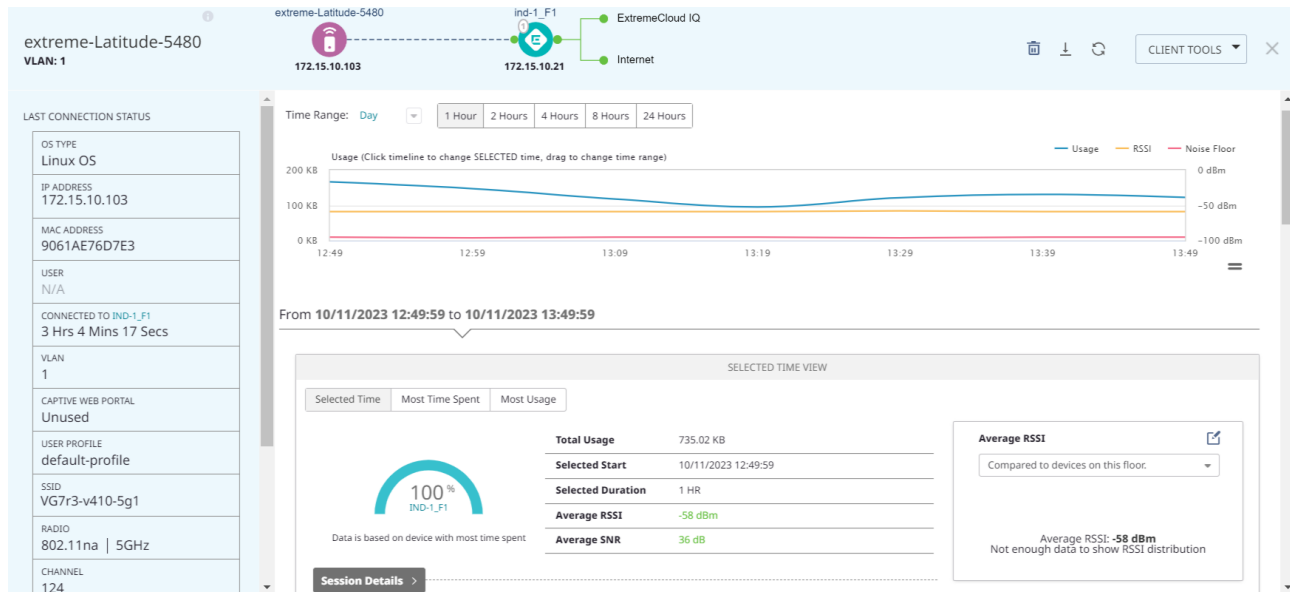 extreme-Latitude-5480
VLAN: 1
extreme-Latitude-5480
172.15.10.103
ind-1_F1
1
172.15.10.21
ExtremeCloud IQ
Internet
CLIENT TOOLS
LAST CONNECTION STATUS
OS TYPE
Linux OS
IP ADDRESS
172.15.10.103
MAC ADDRESS
9061AE76D7E3
USER
N/A
CONNECTED TO IND-1_F1
3 Hrs 4 Mins 17 Secs
VLAN
1
CAPTIVE WEB PORTAL
Unused
USER PROFILE
default-profile
SSID
VG7r3-v410-5g1
RADIO
802.11na | 5GHz
CHANNEL
124
Time Range: Day
1 Hour 2 Hours 4 Hours 8 Hours 24 Hours
Usage RSSI Noise Floor
Usage (Click timeline to change SELECTED time, drag to change time range)
200 KB 0 dBm
100 KB -50 dBm
0 KB -100 dBm
12:49 12:59 13:09 13:19 13:29 13:39 13:49
From 10/11/2023 12:49:59 to 10/11/2023 13:49:59
SELECTED TIME VIEW
Selected Time Most Time Spent Most Usage
100 %
IND-1_F1
Data is based on device with most time spent
Total Usage 735.02 KB
Selected Start 10/11/2023 12:49:59
Selected Duration 1 HR
Average RSSI -58 dBm
Average SNR 36 dB
Average RSSI
Compared to devices on this floor.
Average RSSI: -58 dBm
Not enough data to show RSSI distribution
Session Details >